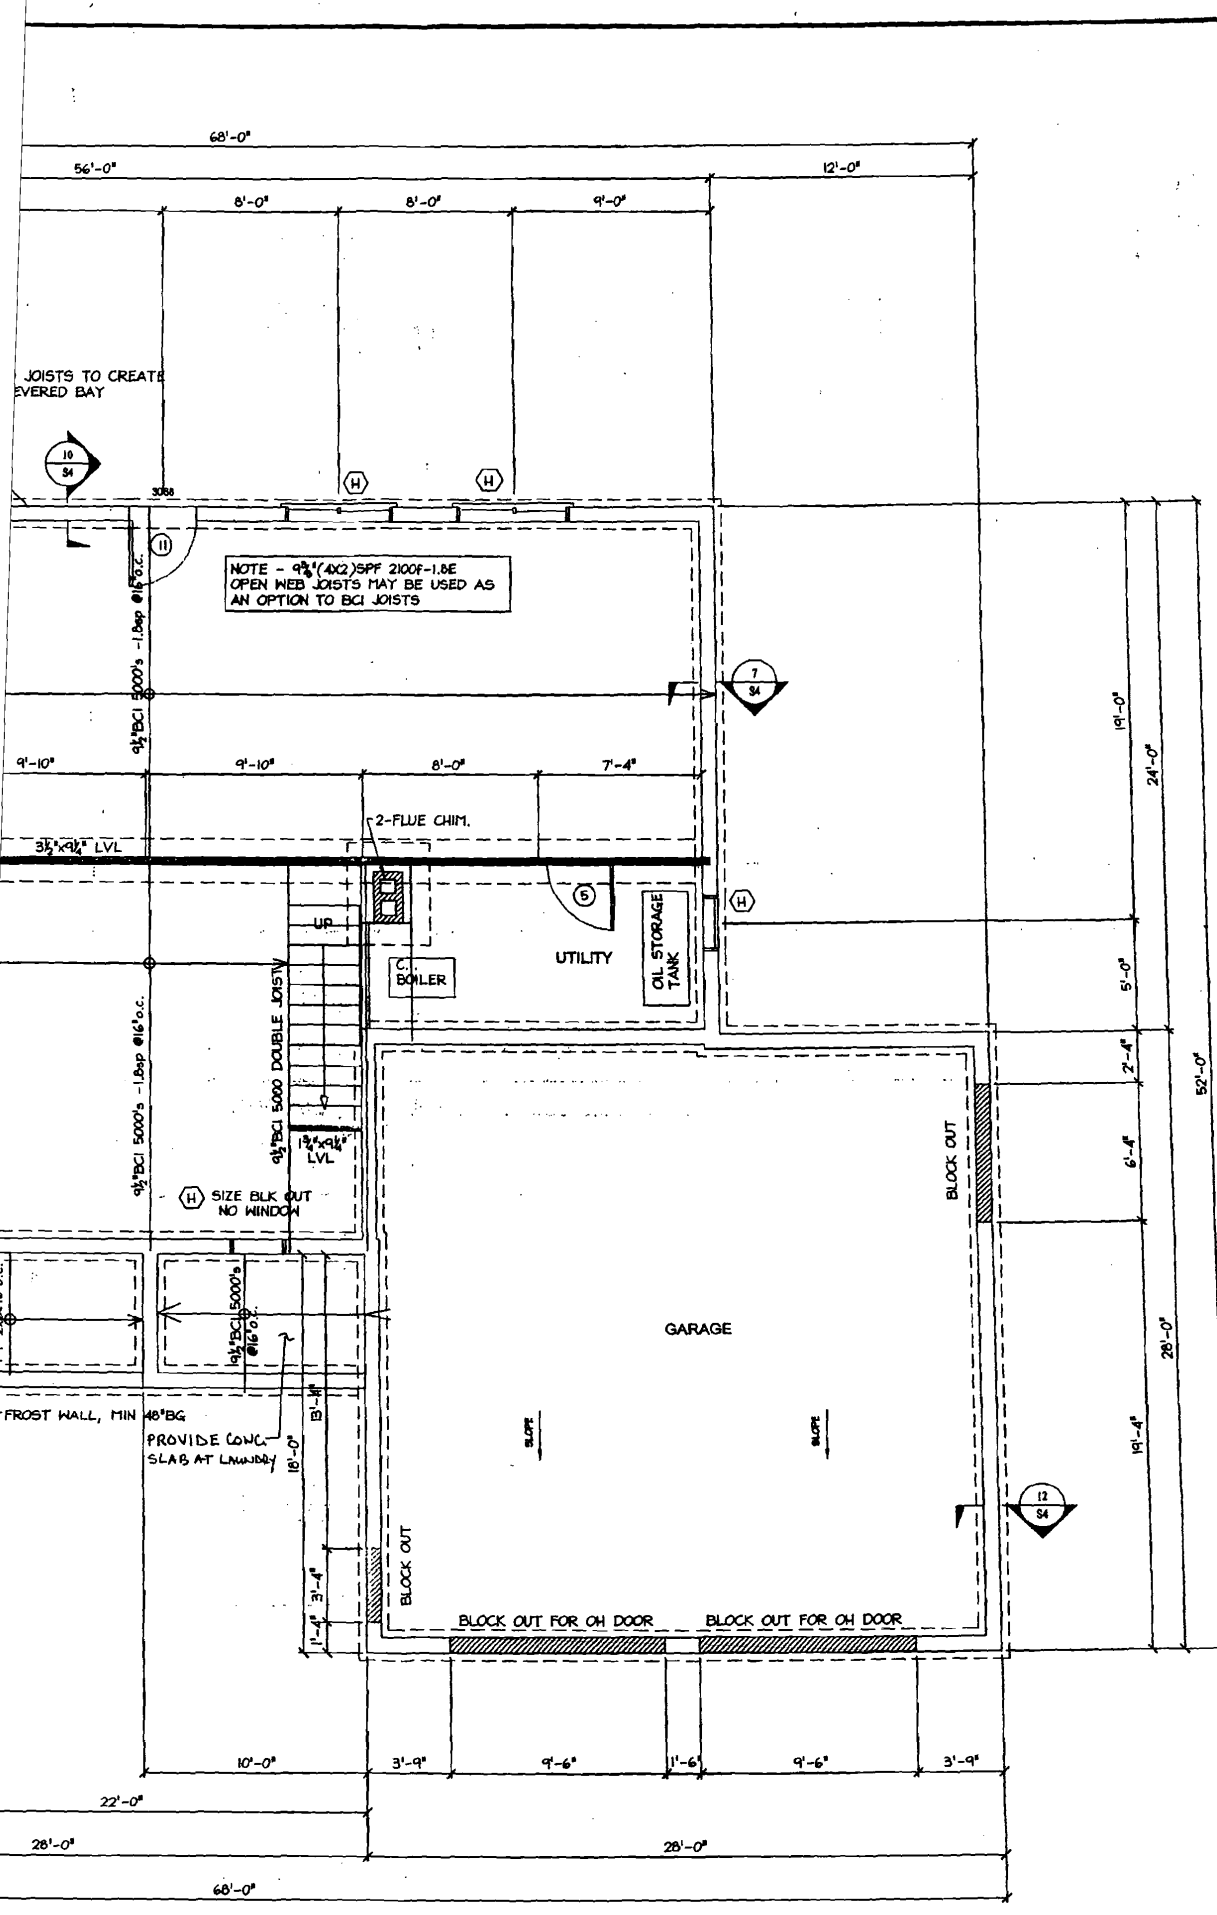 68'-0"
56'-0"
12'-0"
8'-0"
8'-0"
9'-0"
JOISTS TO CREATE
EVERED BAY
10
S4
H
H
3068
11
NOTE - 9⅜"(4X2)SPF 2100F-1.8E
OPEN WEB JOISTS MAY BE USED AS
AN OPTION TO BCI JOISTS
9½"BCI 5000's -1.8sp @16"o.c.
7
S4
19'-0"
24'-0"
9'-10"
9'-10"
8'-0"
7'-4"
2-FLUE CHIM.
3½"x9¼" LVL
UP
5
H
UTILITY
OIL STORAGE
TANK
C.
BOILER
5'-0"
9½"BCI 5000's -1.8sp @16"o.c.
9½"BCI 5000 DOUBLE JOIST
2'-4"
52'-0"
1¾"x9¼"
LVL
BLOCK OUT
6'-4"
H
SIZE BLK OUT
NO WINDOW
9½"BCI 5000's
@16"o.c.
GARAGE
28'-0"
FROST WALL, MIN 48"BG
13'-4"
PROVIDE CONC
SLAB AT LAUNDRY
18'-0"
SLOPE
SLOPE
19'-4"
12
S4
BLOCK OUT
3'-4"
1'-4"
BLOCK OUT FOR OH DOOR
BLOCK OUT FOR OH DOOR
10'-0"
3'-9"
9'-6"
1'-6"
9'-6"
3'-9"
22'-0"
28'-0"
28'-0"
68'-0"